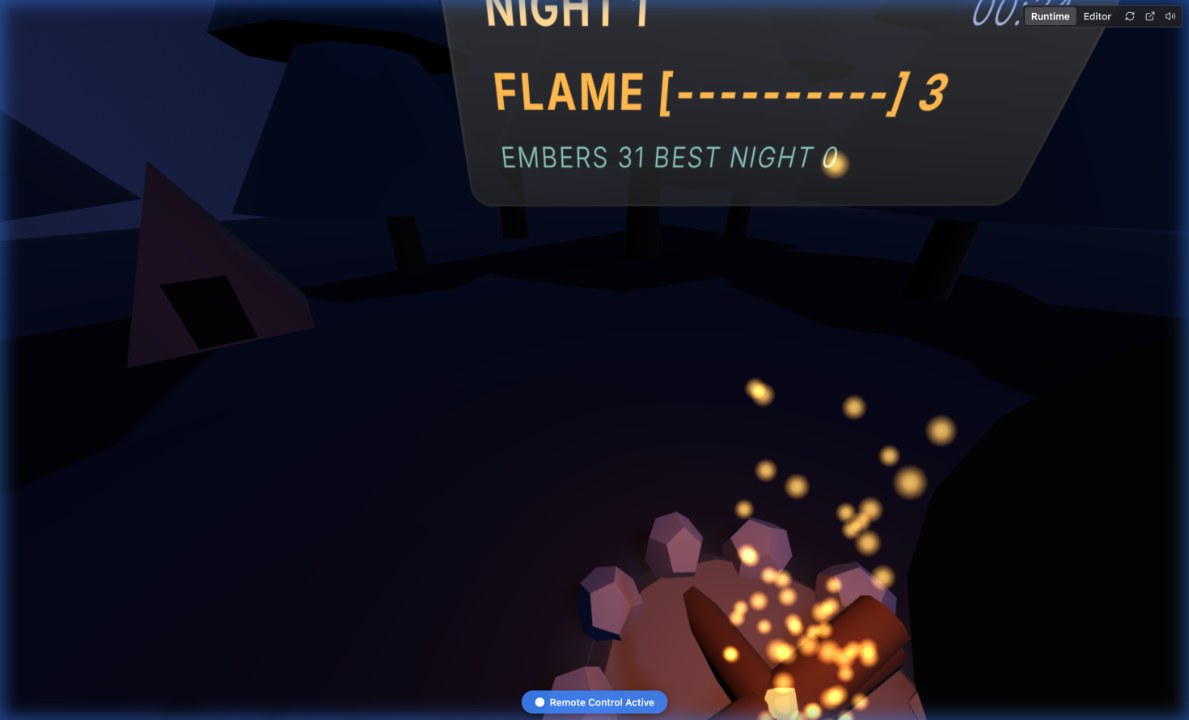 NIGHT 1
Runtime Editor
FLAME [----------] 3
EMBERS 31 BEST NIGHT 0
Remote Control Active